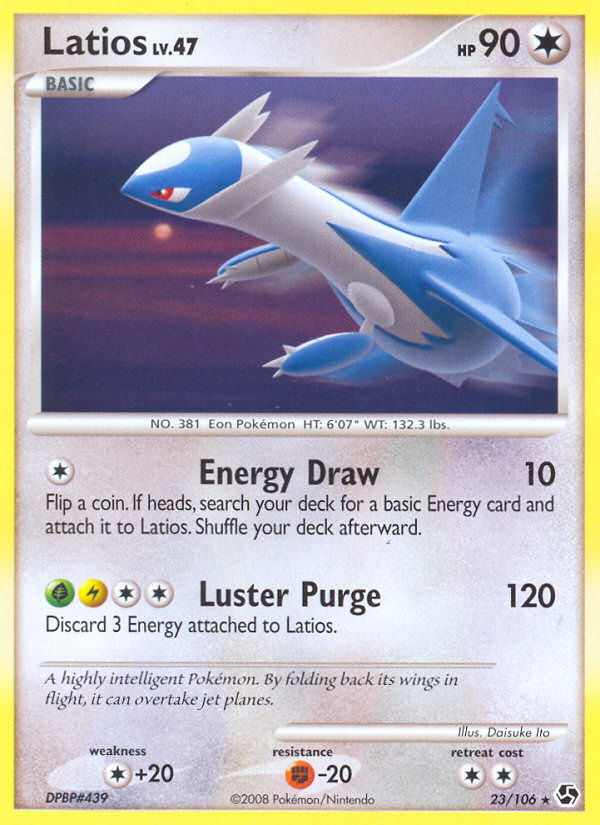 Latios LV.47 HP 90
BASIC
NO. 381 Eon Pokémon HT: 6'07" WT: 132.3 lbs.
Energy Draw 10
Flip a coin. If heads, search your deck for a basic Energy card and
attach it to Latios. Shuffle your deck afterward.
Luster Purge 120
Discard 3 Energy attached to Latios.
A highly intelligent Pokémon. By folding back its wings in
flight, it can overtake jet planes.
Illus. Daisuke Ito
weakness resistance retreat cost
+20 -20
DPBP#439 ©2008 Pokémon/Nintendo 23/106